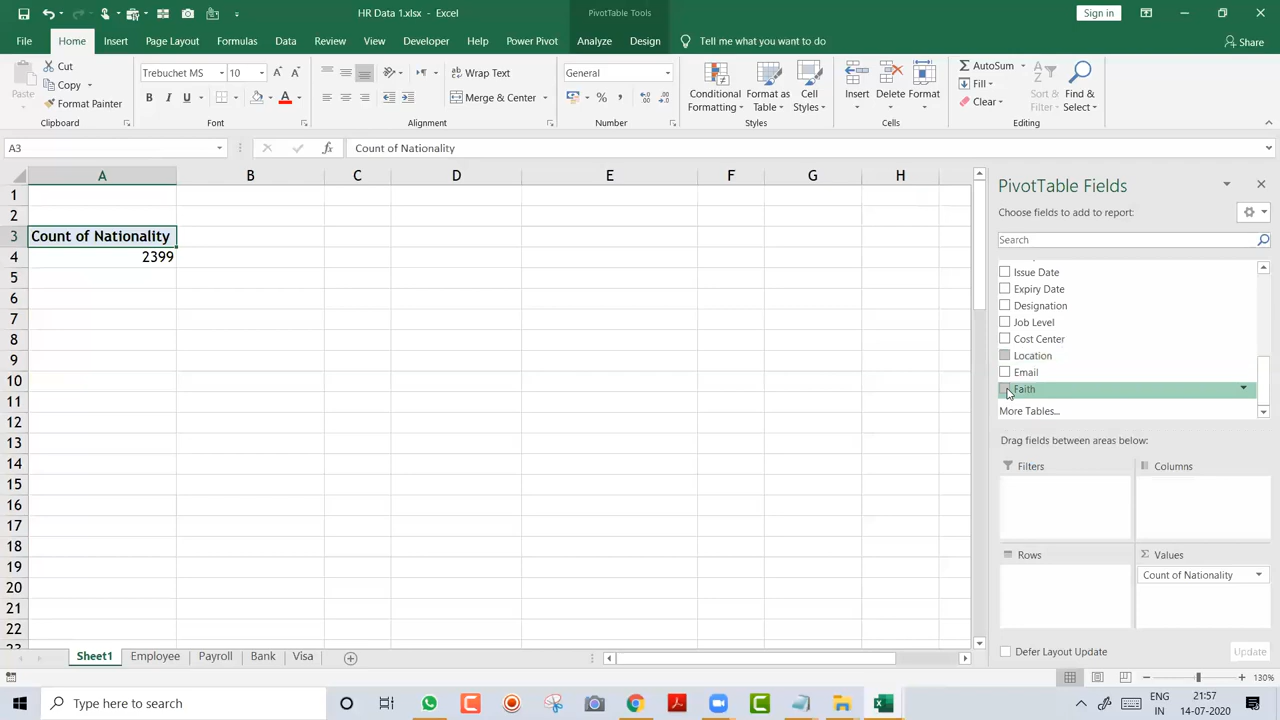 HR Data 1.xlsx - Excel
PivotTable Tools
Sign in
File Home Insert Page Layout Formulas Data Review View Developer Help Power Pivot Analyze Design Tell me what you want to do Share
Paste
Cut
Copy
Format Painter
Clipboard
Trebuchet MS 10
B I U A
Font
Wrap Text
Merge & Center
Alignment
General
%
Number
Conditional Formatting
Format as Table
Cell Styles
Styles
Insert Delete Format
Cells
AutoSum
Fill
Clear
Sort & Filter
Find & Select
Editing
A3 fx Count of Nationality
A B C D E F G H
1
2
3 Count of Nationality
4 2399
5
6
7
8
9
10
11
12
13
14
15
16
17
18
19
20
21
22
23
PivotTable Fields
Choose fields to add to report:
Search
Issue Date
Expiry Date
Designation
Job Level
Cost Center
Location
Email
Faith
More Tables...
Drag fields between areas below:
Filters Columns
Rows Σ Values
Count of Nationality
Defer Layout Update Update
Sheet1 Employee Payroll Bank Visa
130%
Type here to search
ENG
IN
21:57
14-07-2020